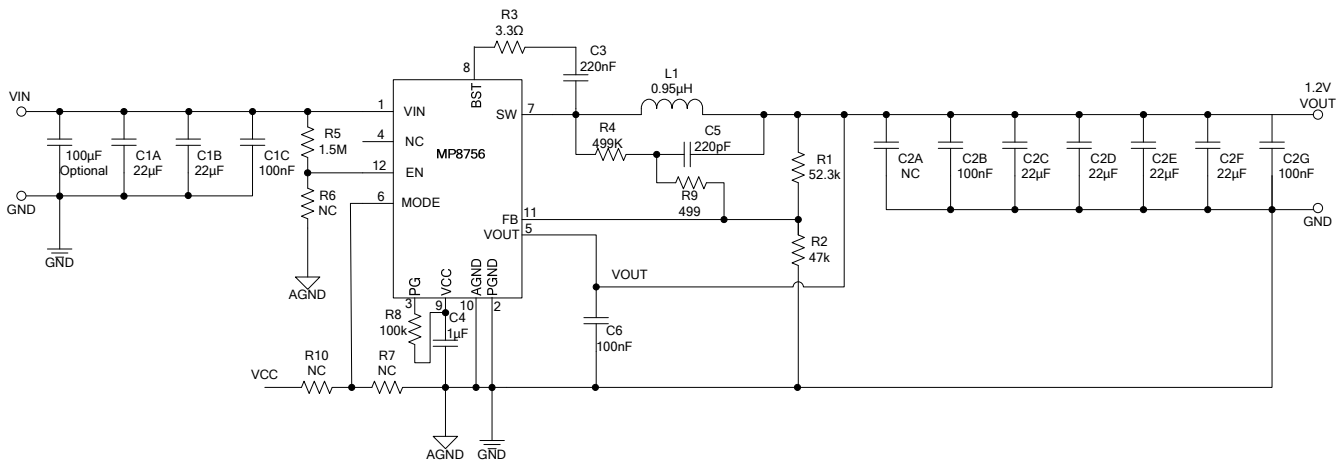 R3
3.3Ω
C3
220nF
8
BST
L1
0.95µH
1.2V
VOUT
VIN
1
VIN
SW
7
R5
1.5M
4
NC
MP8756
R4
499K
C5
220pF
100µF
Optional
C1A
22µF
C1B
22µF
C1C
100nF
12
EN
R1
52.3k
C2A
NC
C2B
100nF
C2C
22µF
C2D
22µF
C2E
22µF
C2F
22µF
C2G
100nF
R9
499
GND
R6
NC
6
MODE
FB
11
GND
VOUT
5
R2
47k
GND
AGND
PG
VCC
AGND
PGND
VOUT
3
9
10
2
R8
100k
C4
1µF
C6
100nF
R10
NC
R7
NC
VCC
AGND
GND